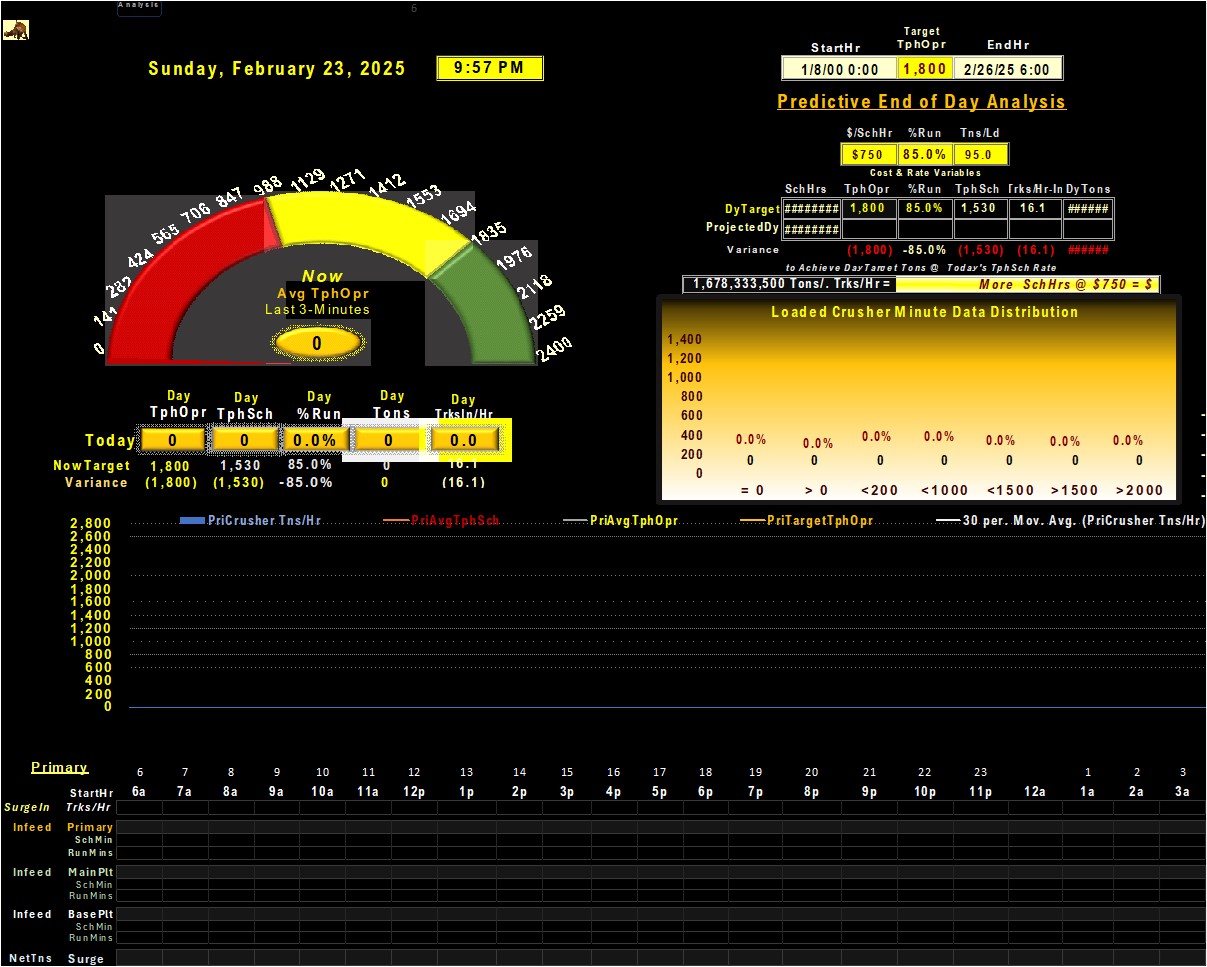 Analysis
6
Sunday, February 23, 2025
9:57 PM
StartHr
Target
TphOpr
EndHr
1/8/00 0:00
1,800
2/26/25 6:00
Predictive End of Day Analysis
$/SchHr %Run Tns/Ld
$750 85.0% 95.0
Cost & Rate Variables
SchHrs TphOpr %Run TphSch Trks/Hr-In DyTons
DyTarget ######## 1,800 85.0% 1,530 16.1 ######
ProjectedDy ########
Variance (1,800) -85.0% (1,530) (16.1) ######
to Achieve DayTarget Tons @ Today's TphSch Rate
1,678,333,500 Tons/. Trks/Hr = More SchHrs @ $750 = $
0
141
282
424
565
706
847
988
1129
1271
1412
1553
1694
1835
1976
2118
2259
2400
Now
Avg TphOpr
Last 3-Minutes
0
Loaded Crusher Minute Data Distribution
1,400
1,200
1,000
800
600
400
200
0
0.0% 0.0% 0.0% 0.0% 0.0% 0.0% 0.0%
0 0 0 0 0 0 0
= 0 > 0 <200 <1000 <1500 >1500 >2000
Day Day Day Day Day
TphOpr TphSch %Run Tons TrksIn/Hr
Today 0 0 0.0% 0 0.0
NowTarget 1,800 1,530 85.0% 0 16.1
Variance (1,800) (1,530) -85.0% 0 (16.1)
PriCrusher Tns/Hr PriAvgTphSch PriAvgTphOpr PriTargetTphOpr 30 per. Mov. Avg. (PriCrusher Tns/Hr)
2,800
2,600
2,400
2,200
2,000
1,800
1,600
1,400
1,200
1,000
800
600
400
200
0
Primary 6 7 8 9 10 11 12 13 14 15 16 17 18 19 20 21 22 23 1 2 3
StartHr 6a 7a 8a 9a 10a 11a 12p 1p 2p 3p 4p 5p 6p 7p 8p 9p 10p 11p 12a 1a 2a 3a
SurgeIn Trks/Hr
Infeed Primary
SchMin
RunMins
Infeed MainPlt
SchMin
RunMins
Infeed BasePlt
SchMin
RunMins
NetTns Surge